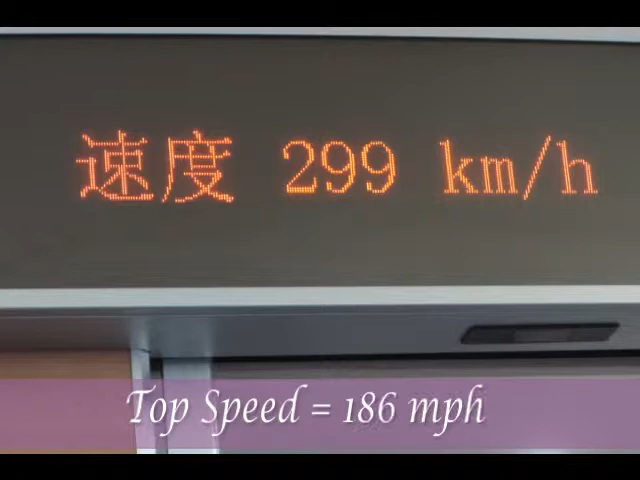 速度 299 km/h
Top Speed = 186 mph